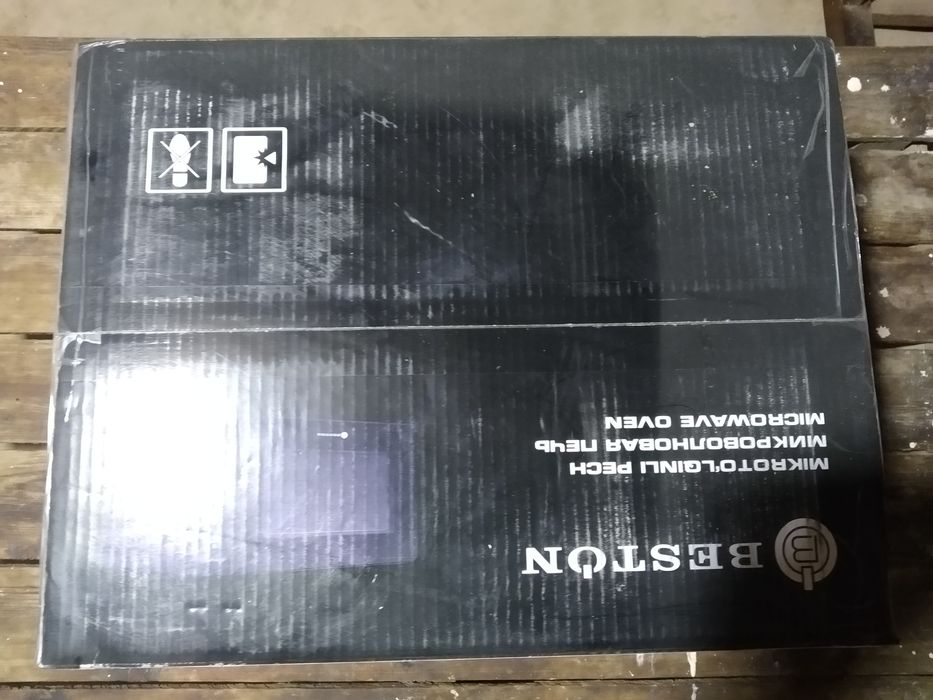 BESTON
MIKROTO'LQINLI PECH
МИКРОВОЛНОВАЯ ПЕЧЬ
MICROWAVE OVEN